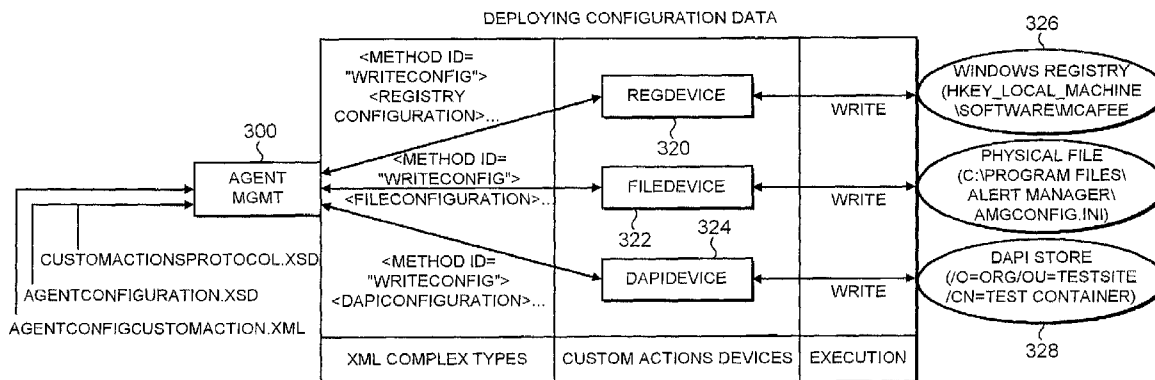 DEPLOYING CONFIGURATION DATA
<METHOD ID=
"WRITECONFIG">
<REGISTRY
CONFIGURATION>...
REGDEVICE
320
WRITE
326
WINDOWS REGISTRY
(HKEY_LOCAL_MACHINE
\SOFTWARE\MCAFEE
300
AGENT
MGMT
<METHOD ID=
"WRITECONFIG">
<FILECONFIGURATION>...
FILEDEVICE
322
WRITE
PHYSICAL FILE
(C:\PROGRAM FILES\
ALERT MANAGER\
AMGCONFIG.INI)
CUSTOMACTIONSPROTOCOL.XSD
AGENTCONFIGURATION.XSD
AGENTCONFIGCUSTOMACTION.XML
<METHOD ID=
"WRITECONFIG">
<DAPICONFIGURATION>...
324
DAPIDEVICE
WRITE
DAPI STORE
(/O=ORG/OU=TESTSITE
/CN=TEST CONTAINER)
328
XML COMPLEX TYPES
CUSTOM ACTIONS DEVICES
EXECUTION